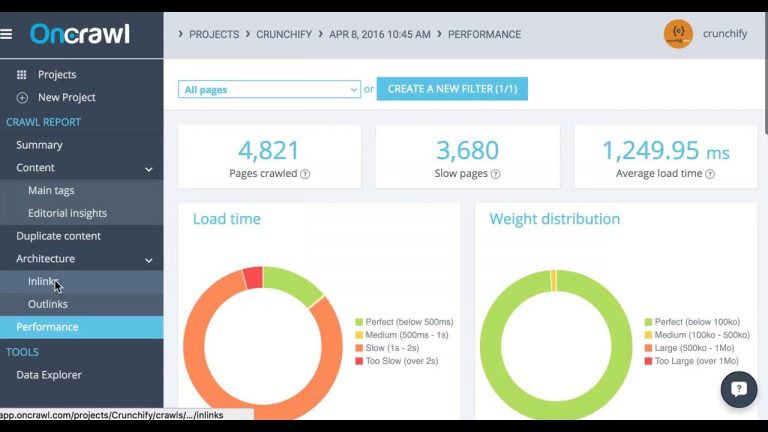 Oncrawl
PROJECTS > CRUNCHIFY > APR 8, 2016 10:45 AM > PERFORMANCE
crunchify
Projects
New Project
CRAWL REPORT
Summary
Content
Main tags
Editorial insights
Duplicate content
Architecture
Inlinks
Outlinks
Performance
TOOLS
Data Explorer
app.oncrawl.com/projects/Crunchify/crawls/.../inlinks
All pages
or
CREATE A NEW FILTER (1/1)
4,821
Pages crawled
3,680
Slow pages
1,249.95 ms
Average load time
Load time
Perfect (below 500ms)
Medium (500ms - 1s)
Slow (1s - 2s)
Too Slow (over 2s)
Weight distribution
Perfect (below 100ko)
Medium (100ko - 500ko)
Large (500ko - 1Mo)
Too Large (over 1Mo)